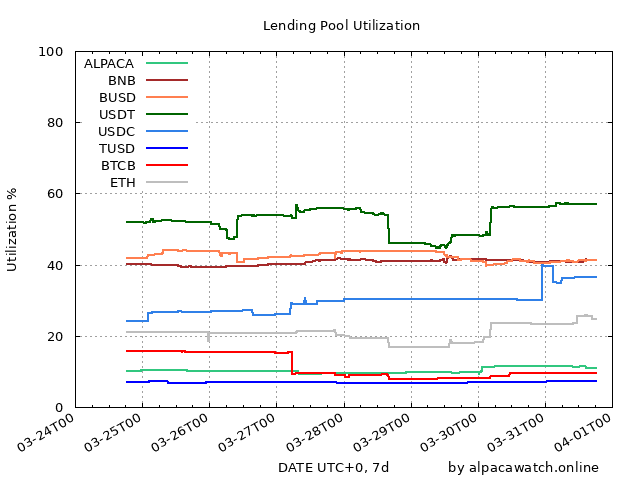 Lending Pool Utilization
100
80
60
40
20
0
Utilization %
ALPACA
BNB
BUSD
USDT
USDC
TUSD
BTCB
ETH
03-24T00
03-25T00
03-26T00
03-27T00
03-28T00
03-29T00
03-30T00
03-31T00
04-01T00
DATE UTC+0, 7d
by alpacawatch.online